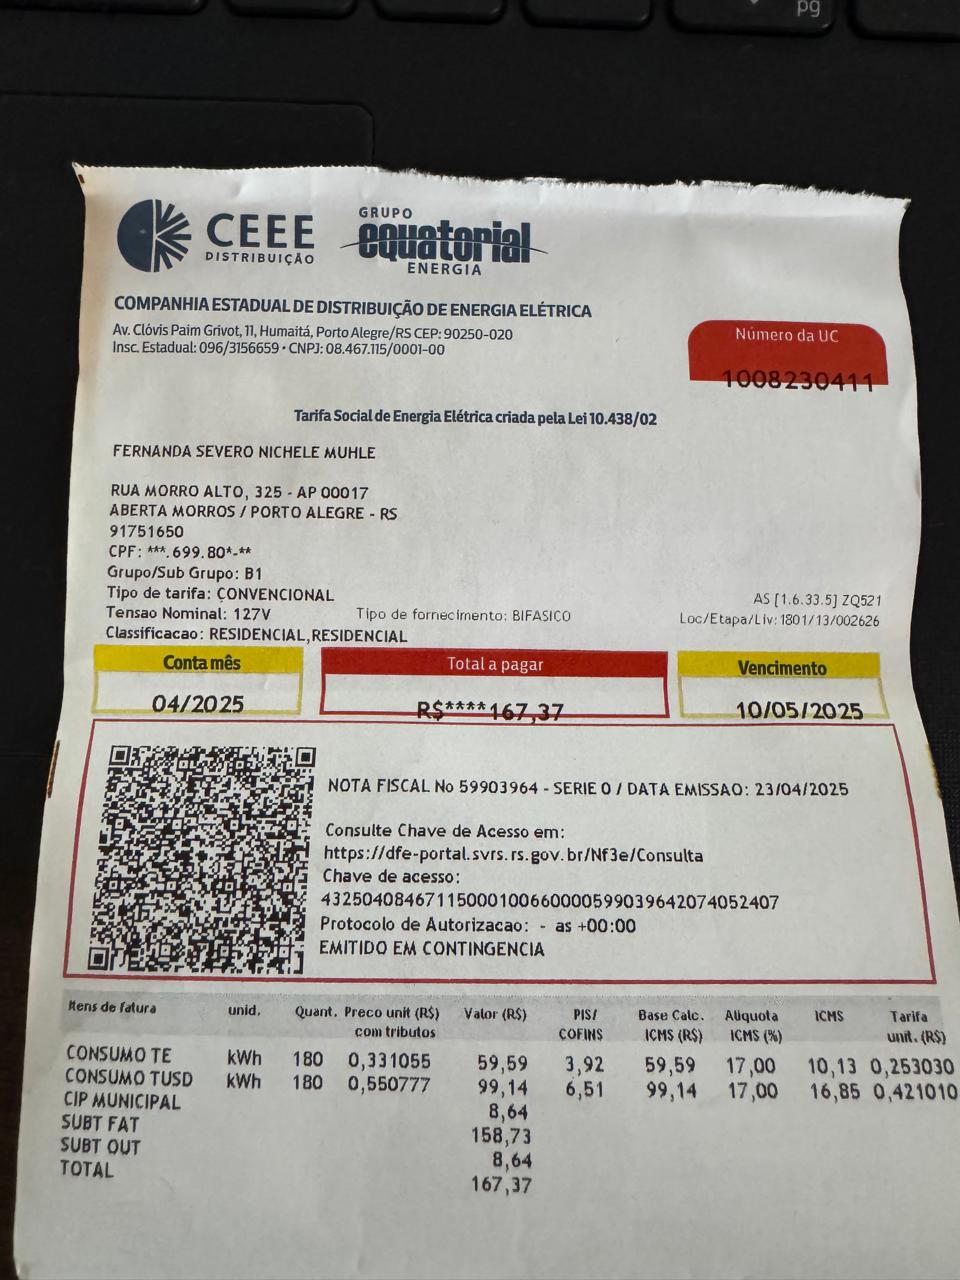 pg
CEEE
DISTRIBUIÇÃO
GRUPO
equatorial
ENERGIA
COMPANHIA ESTADUAL DE DISTRIBUIÇÃO DE ENERGIA ELÉTRICA
Av. Clóvis Paim Grivot, 11, Humaitá, Porto Alegre/RS CEP: 90250-020
Insc. Estadual: 096/3156659 • CNPJ: 08.467.115/0001-00
Número da UC
1008230411
Tarifa Social de Energia Elétrica criada pela Lei 10.438/02
FERNANDA SEVERO NICHELE MUHLE
RUA MORRO ALTO, 325 - AP 00017
ABERTA MORROS / PORTO ALEGRE - RS
91751650
CPF: ***.699.80*-**
Grupo/Sub Grupo: B1
Tipo de tarifa: CONVENCIONAL
AS [1.6.33.5] ZQ521
Tensao Nominal: 127V Tipo de fornecimento: BIFASICO Loc/Etapa/Liv: 1801/13/002626
Classificacao: RESIDENCIAL,RESIDENCIAL
Conta mês Total a pagar Vencimento
04/2025 R$****167,37 10/05/2025
NOTA FISCAL No 59903964 - SERIE 0 / DATA EMISSAO: 23/04/2025
Consulte Chave de Acesso em:
https://dfe-portal.svrs.rs.gov.br/Nf3e/Consulta
Chave de acesso:
43250408467115000100660000599039642074052407
Protocolo de Autorizacao: - as +00:00
EMITIDO EM CONTINGENCIA
Itens de fatura unid. Quant. Preco unit (R$) Valor (R$) PIS/ Base Calc. Aliquota ICMS Tarifa
com tributos COFINS ICMS (R$) ICMS (%) unit. (R$)
CONSUMO TE kWh 180 0,331055 59,59 3,92 59,59 17,00 10,13 0,253030
CONSUMO TUSD kWh 180 0,550777 99,14 6,51 99,14 17,00 16,85 0,421010
CIP MUNICIPAL 8,64
SUBT FAT 158,73
SUBT OUT 8,64
TOTAL 167,37